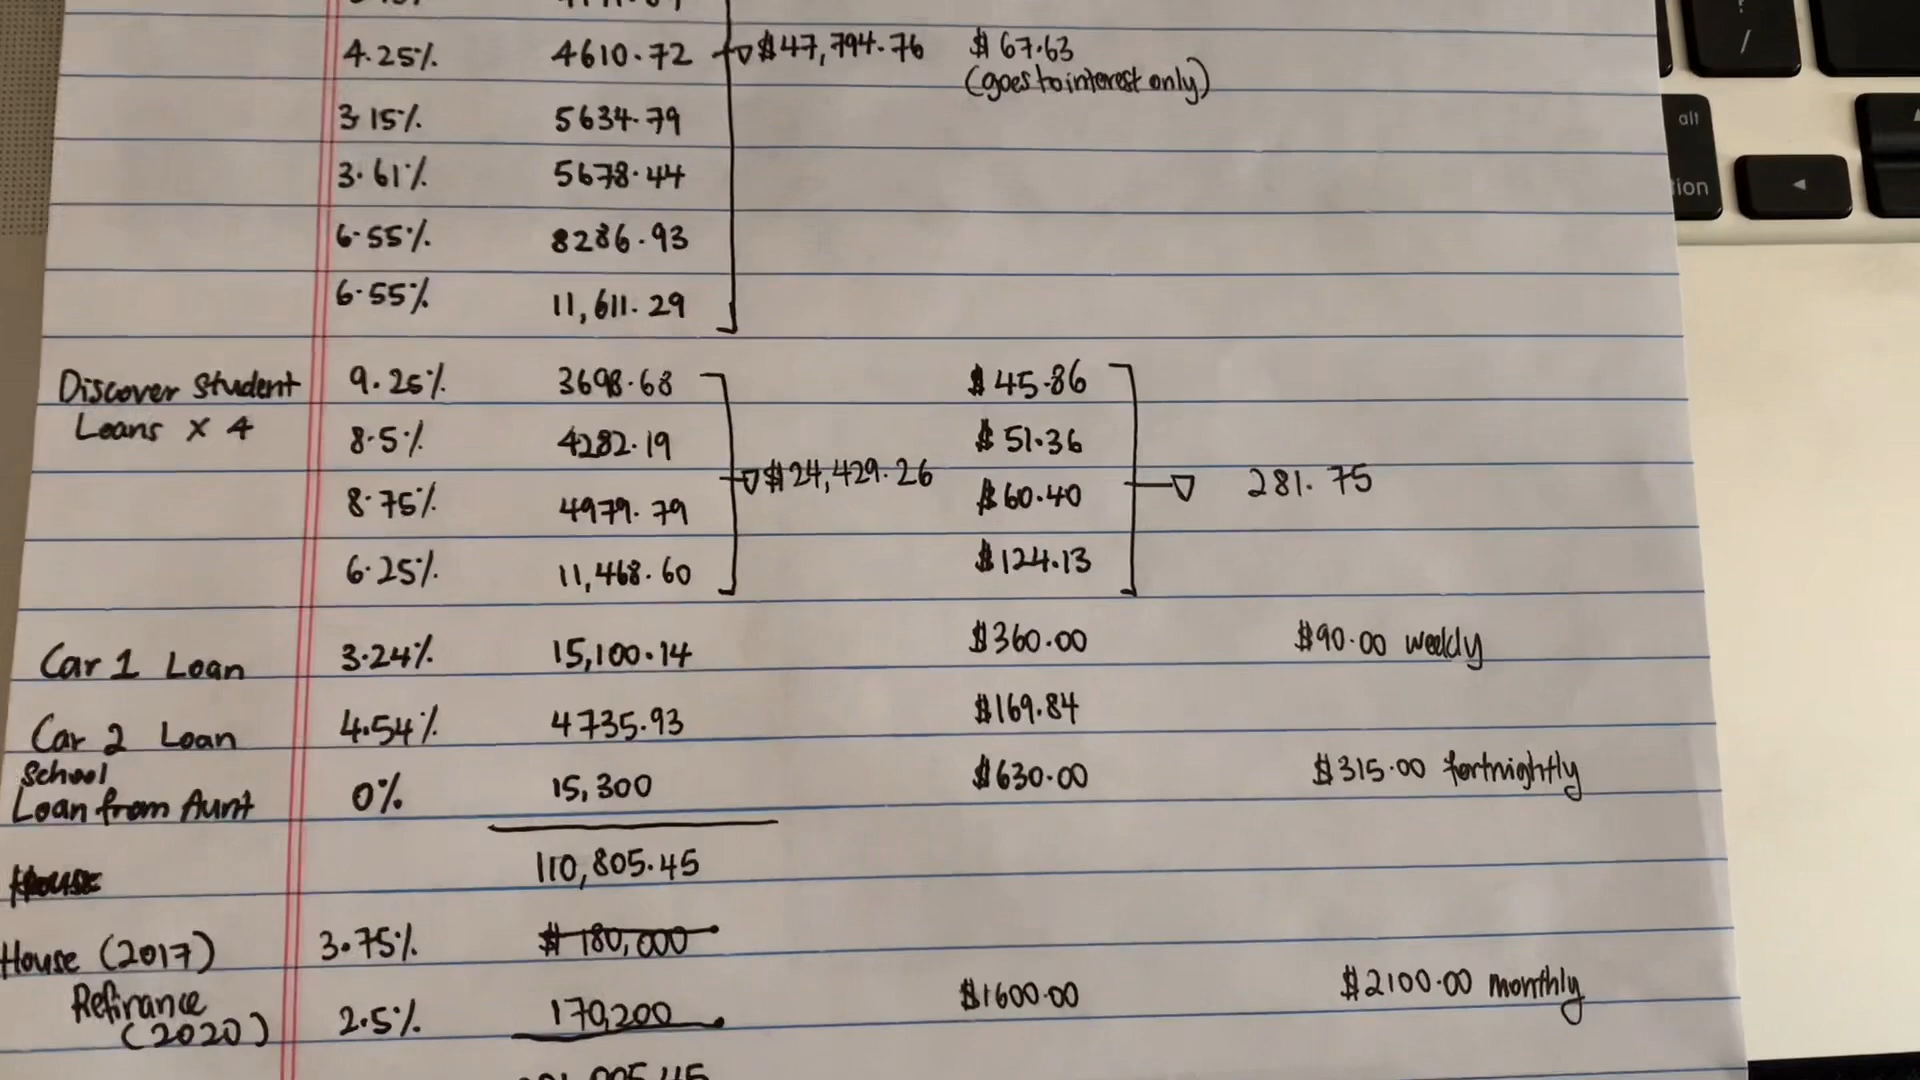 4.25% 4610.72 $47,794.76 $67.63
(goes to interest only)
3.15% 5634.79
3.61% 5678.44
6.55% 8286.93
6.55% 11,611.29
Discover Student 9.25% 3698.68 $45.86
Loans x 4 8.5% 4282.19 $51.36
$24,429.26 281.75
8.75% 4979.79 $60.40
6.25% 11,468.60 $124.13
Car 1 Loan 3.24% 15,100.14 $360.00 $90.00 weekly
Car 2 Loan 4.54% 4735.93 $169.84
School
Loan from Aunt 0% 15,300 $630.00 $315.00 fortnightly
110,805.45
House
House (2017) 3.75% $180,000
Refinance
(2020) 2.5% 170,200 $1600.00 $2100.00 monthly
alt
?
/
◄